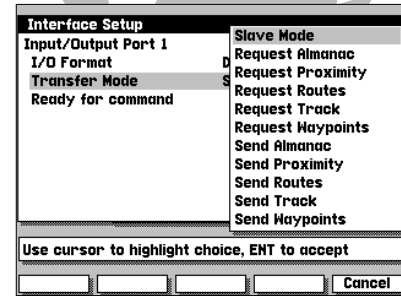 Interface Setup
Input/Output Port 1
I/O Format D
Transfer Mode S
Ready for command
Slave Mode
Request Almanac
Request Proximity
Request Routes
Request Track
Request Waypoints
Send Almanac
Send Proximity
Send Routes
Send Track
Send Waypoints
Use cursor to highlight choice, ENT to accept
Cancel